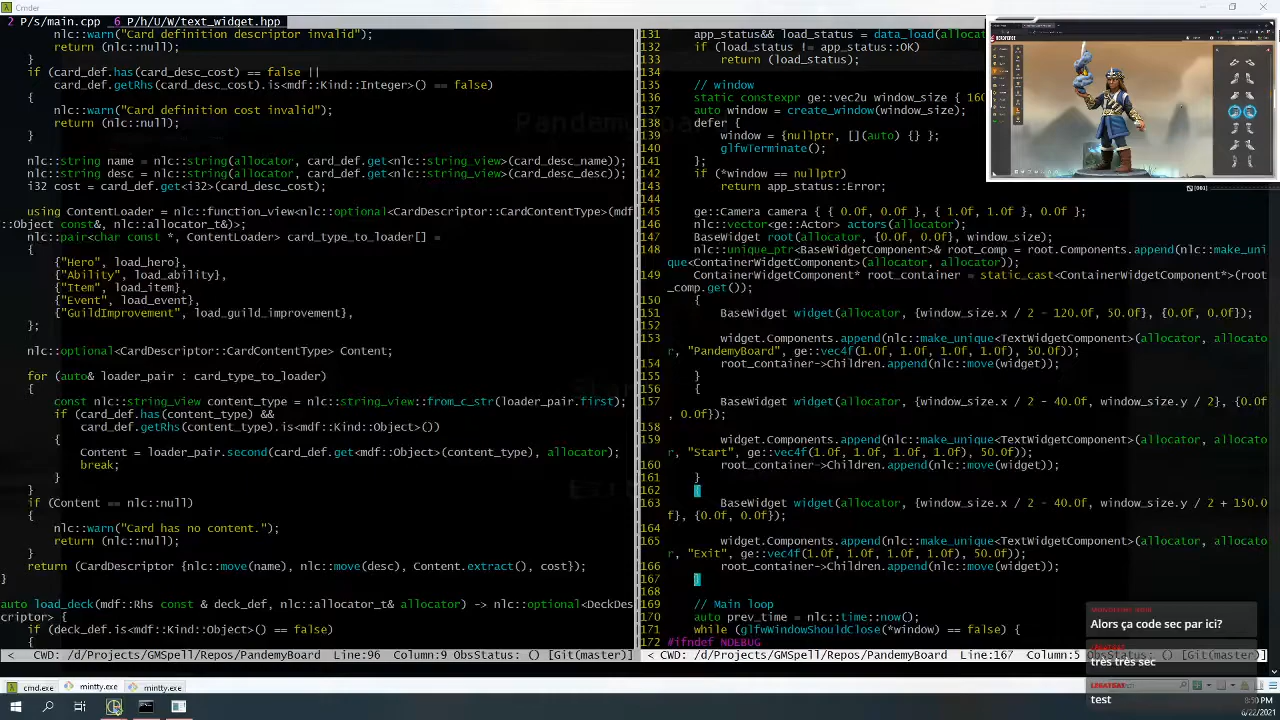 Cmder
2 P/s/main.cpp  6 P/h/U/W/text_widget.hpp
nlc::warn("Card definition descriptor invalid");
return (nlc::null);
}
if (card_def.has(card_desc_cost) == false ||
card_def.getRhs(card_desc_cost).is<mdf::Kind::Integer>() == false)
{
nlc::warn("Card definition cost invalid");
return (nlc::null);
}
nlc::string name = nlc::string(allocator, card_def.get<nlc::string_view>(card_desc_name));
nlc::string desc = nlc::string(allocator, card_def.get<nlc::string_view>(card_desc_desc));
i32 cost = card_def.get<i32>(card_desc_cost);
using ContentLoader = nlc::function_view<nlc::optional<CardDescriptor::CardContentType>(mdf
::Object const&, nlc::allocator_t&)>;
nlc::pair<char const *, ContentLoader> card_type_to_loader[] =
{
{"Hero", load_hero},
{"Ability", load_ability},
{"Item", load_item},
{"Event", load_event},
{"GuildImprovement", load_guild_improvement},
};
nlc::optional<CardDescriptor::CardContentType> Content;
for (auto& loader_pair : card_type_to_loader)
{
const nlc::string_view content_type = nlc::string_view::from_c_str(loader_pair.first);
if (card_def.has(content_type) &&
card_def.getRhs(content_type).is<mdf::Kind::Object>())
{
Content = loader_pair.second(card_def.get<mdf::Object>(content_type), allocator);
break;
}
}
if (Content == nlc::null)
{
nlc::warn("Card has no content.");
return (nlc::null);
}
return (CardDescriptor {nlc::move(name), nlc::move(desc), Content.extract(), cost});
}
auto load_deck(mdf::Rhs const & deck_def, nlc::allocator_t& allocator) -> nlc::optional<DeckDes
criptor> {
if (deck_def.is<mdf::Kind::Object>() == true)
{
< CWD: /d/Projects/GMSpell/Repos/PandemyBoard  Line:96  Column:9 ObsStatus: () [Git(master)]
131 app_status&& load_status = data_load(allocat
132 if (load_status != app_status::OK)
133 return (load_status);
134
135 // window
136 static constexpr ge::vec2u window_size { 160
137 auto window = create_window(window_size);
138 defer {
139 window = {nullptr, [](auto) {} };
140 glfwTerminate();
141 };
142 if (*window == nullptr)
143 return app_status::Error;
144
145 ge::Camera camera { { 0.0f, 0.0f }, { 1.0f, 1.0f }, 0.0f };
146 nlc::vector<ge::Actor> actors(allocator);
147 BaseWidget root(allocator, {0.0f, 0.0f}, window_size);
148 nlc::unique_ptr<BaseWidgetComponent>& root_comp = root.Components.append(nlc::make_uni
que<ContainerWidgetComponent>(allocator, allocator));
149 ContainerWidgetComponent* root_container = static_cast<ContainerWidgetComponent*>(root
_comp.get());
150 {
151 BaseWidget widget(allocator, {window_size.x / 2 - 120.0f, 50.0f}, {0.0f, 0.0f});
152
153 widget.Components.append(nlc::make_unique<TextWidgetComponent>(allocator, allocato
r, "PandemyBoard", ge::vec4f(1.0f, 1.0f, 1.0f, 1.0f), 50.0f));
154 root_container->Children.append(nlc::move(widget));
155 }
156 {
157 BaseWidget widget(allocator, {window_size.x / 2 - 40.0f, window_size.y / 2}, {0.0f
, 0.0f});
158
159 widget.Components.append(nlc::make_unique<TextWidgetComponent>(allocator, allocato
r, "Start", ge::vec4f(1.0f, 1.0f, 1.0f, 1.0f), 50.0f));
160 root_container->Children.append(nlc::move(widget));
161 }
162 {
163 BaseWidget widget(allocator, {window_size.x / 2 - 40.0f, window_size.y / 2 + 150.0
f}, {0.0f, 0.0f});
164
165 widget.Components.append(nlc::make_unique<TextWidgetComponent>(allocator, allocato
r, "Exit", ge::vec4f(1.0f, 1.0f, 1.0f, 1.0f), 50.0f));
166 root_container->Children.append(nlc::move(widget));
167 }
168
169 // Main loop
170 auto prev_time = nlc::time::now();
171 while (glfwWindowShouldClose(*window) == false) {
172 #ifndef NDEBUG
< CWD: /d/Projects/GMSpell/Repos/PandemyBoard  Line:167  Column:5 ObsStatus: () [Git(master)]
Alors ça code sec par ici?
très très sec
test
cmd.exe  mintty.exe  mintty.exe
8:50 PM
6/22/2021